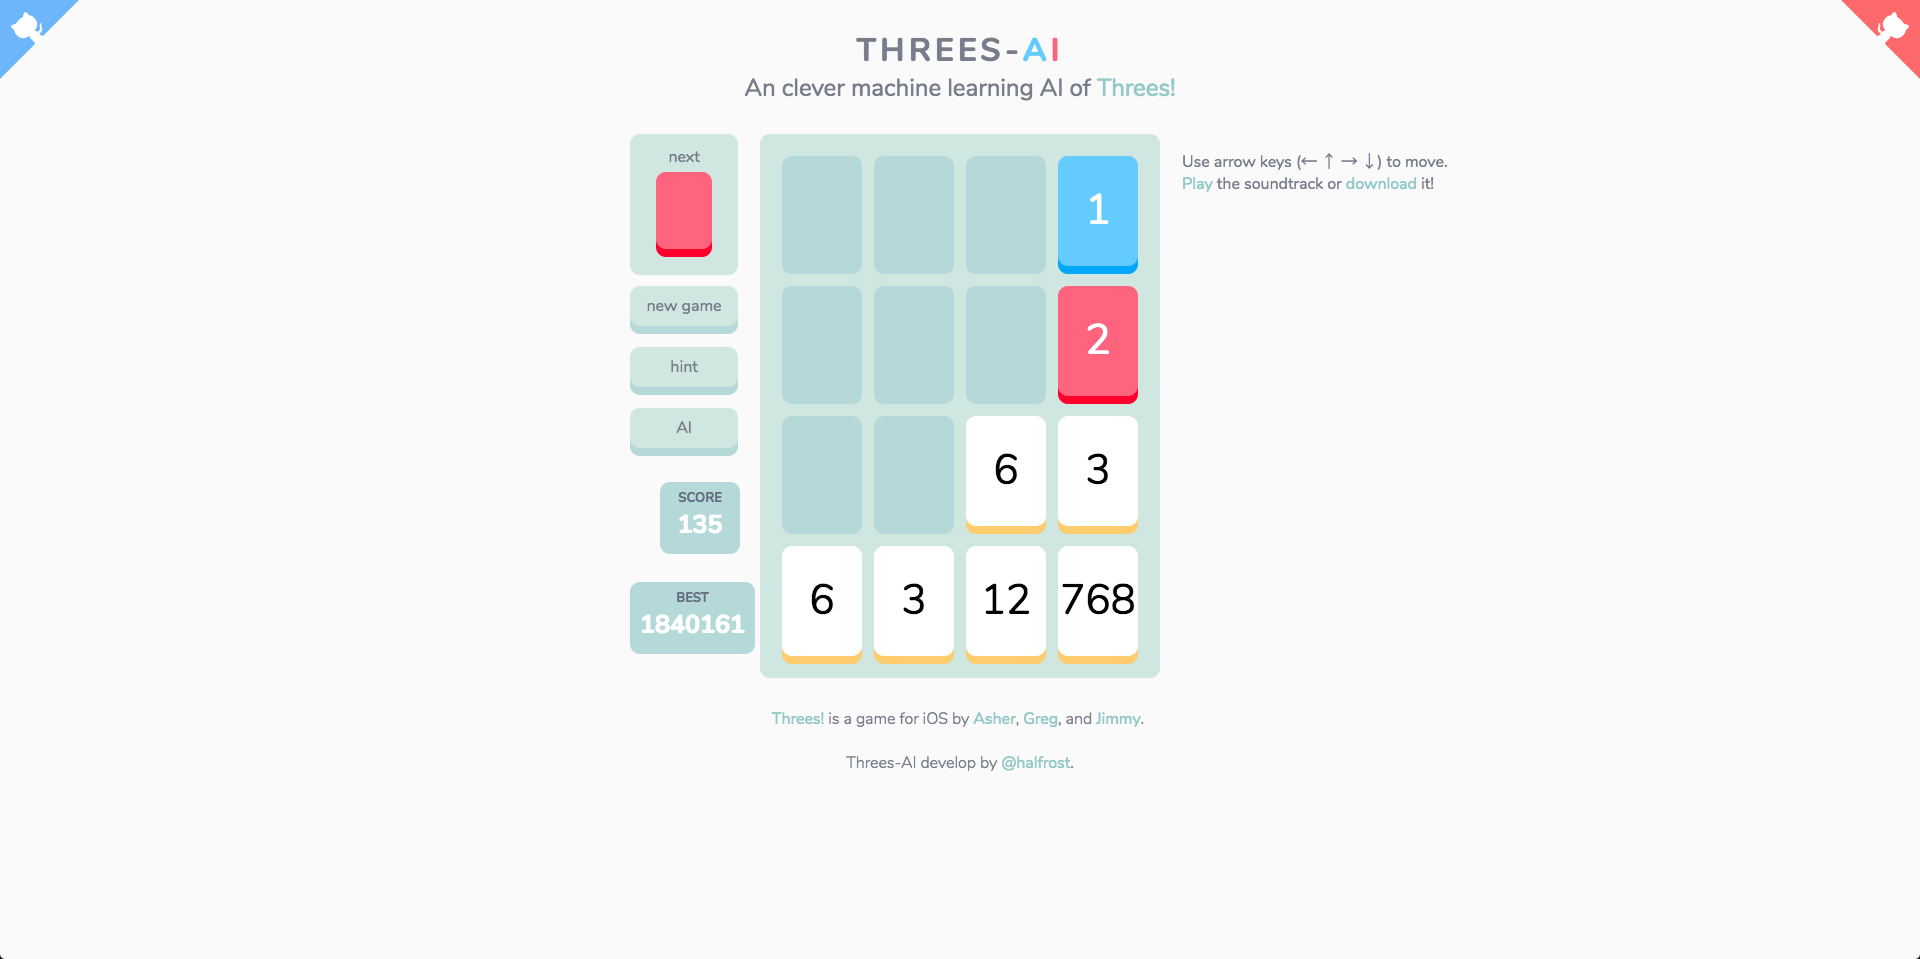 THREES-AI
An clever machine learning AI of Threes!
next
new game
hint
AI
SCORE
135
BEST
1840161
1
2
6 3
6 3 12 768
Use arrow keys (← ↑ → ↓) to move.
Play the soundtrack or download it!
Threes! is a game for iOS by Asher, Greg, and Jimmy.
Threes-AI develop by @halfrost.